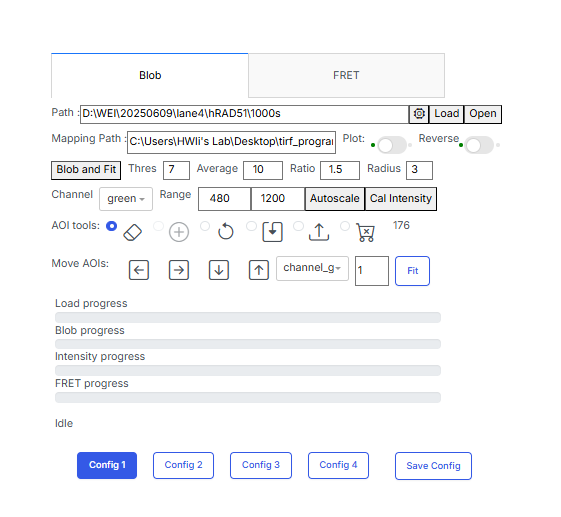 Blob FRET
Path : D:\WEI\20250609\lane4\hRAD51\1000s Load Open
Mapping Path : C:\Users\HWli's Lab\Desktop\tirf_progra Plot: Reverse
Blob and Fit Thres 7 Average 10 Ratio 1.5 Radius 3
Channel green Range 480 1200 Autoscale Cal Intensity
AOI tools: 176
Move AOIs: channel_g 1 Fit
Load progress
Blob progress
Intensity progress
FRET progress
Idle
Config 1 Config 2 Config 3 Config 4 Save Config